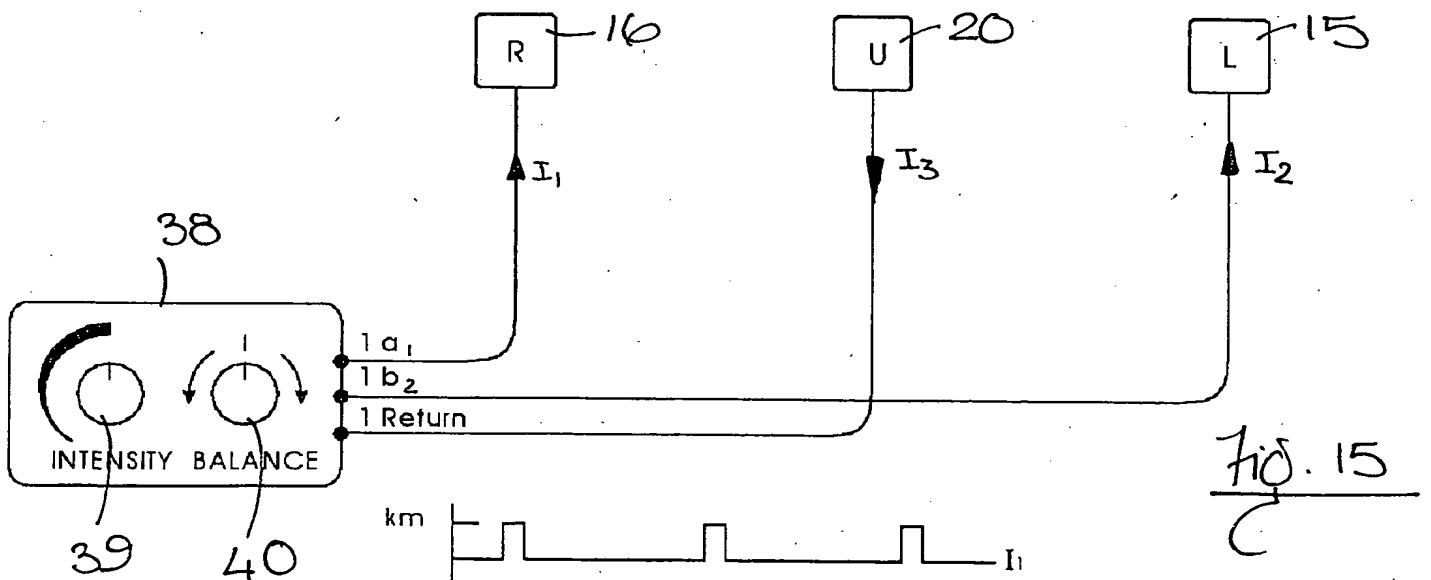 R
16
U
20
L
15
I₁
I₃
I₂
38
1 a₁
1 b₂
1 Return
INTENSITY BALANCE
39
40
Fig. 15
km
I₁